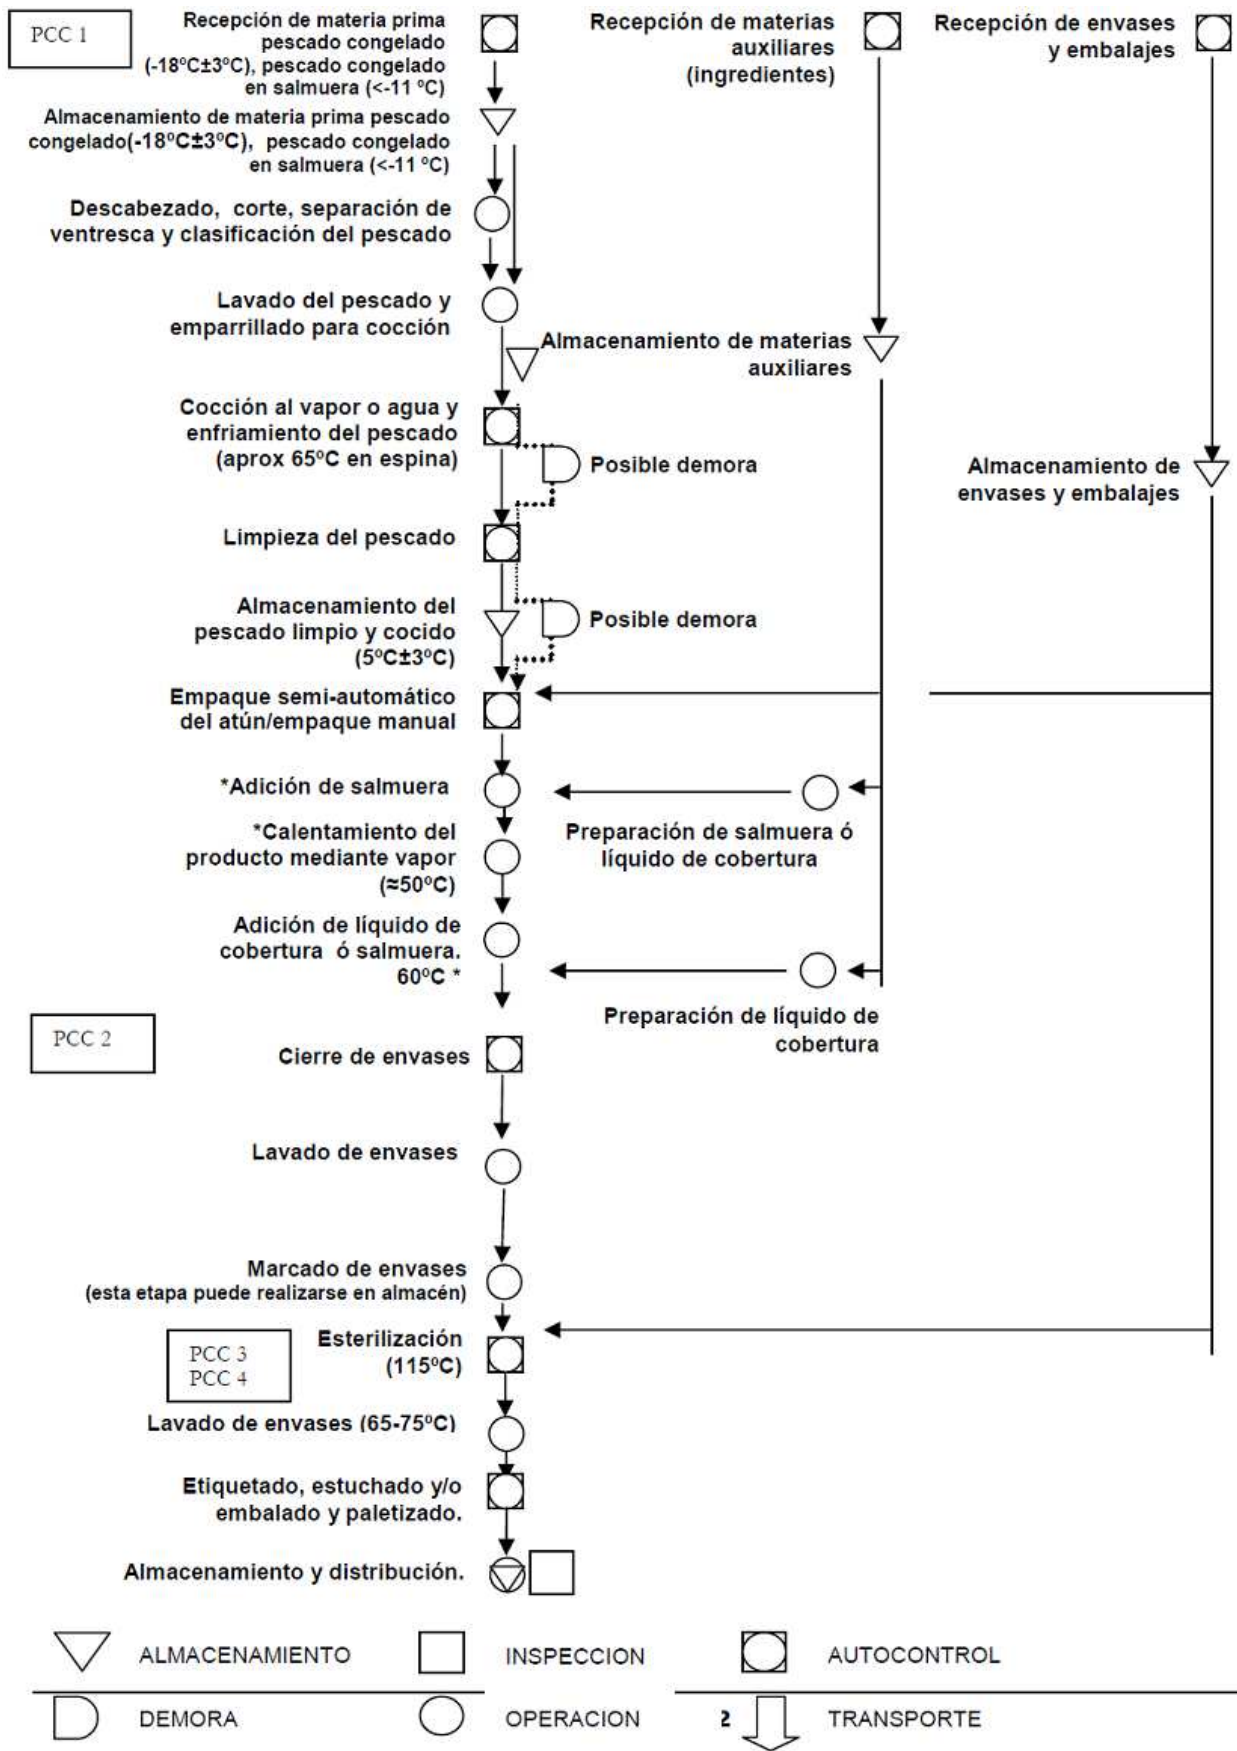 PCC 1
Recepción de materia prima
pescado congelado
(-18ºC±3ºC), pescado congelado
en salmuera (<-11 ºC)
Recepción de materias
auxiliares
(ingredientes)
Recepción de envases
y embalajes
Almacenamiento de materia prima pescado
congelado(-18ºC±3ºC), pescado congelado
en salmuera (<-11 ºC)
Descabezado, corte, separación de
ventresca y clasificación del pescado
Lavado del pescado y
emparrillado para cocción
Almacenamiento de materias
auxiliares
Cocción al vapor o agua y
enfriamiento del pescado
(aprox 65ºC en espina)
Posible demora
Almacenamiento de
envases y embalajes
Limpieza del pescado
Almacenamiento del
pescado limpio y cocido
(5ºC±3ºC)
Posible demora
Empaque semi-automático
del atún/empaque manual
*Adición de salmuera
*Calentamiento del
producto mediante vapor
(≈50ºC)
Preparación de salmuera ó
líquido de cobertura
Adición de líquido de
cobertura ó salmuera.
60ºC *
Preparación de líquido de
cobertura
PCC 2
Cierre de envases
Lavado de envases
Marcado de envases
(esta etapa puede realizarse en almacén)
PCC 3
PCC 4
Esterilización
(115ºC)
Lavado de envases (65-75ºC)
Etiquetado, estuchado y/o
embalado y paletizado.
Almacenamiento y distribución.
ALMACENAMIENTO
INSPECCION
AUTOCONTROL
DEMORA
OPERACION
2
TRANSPORTE